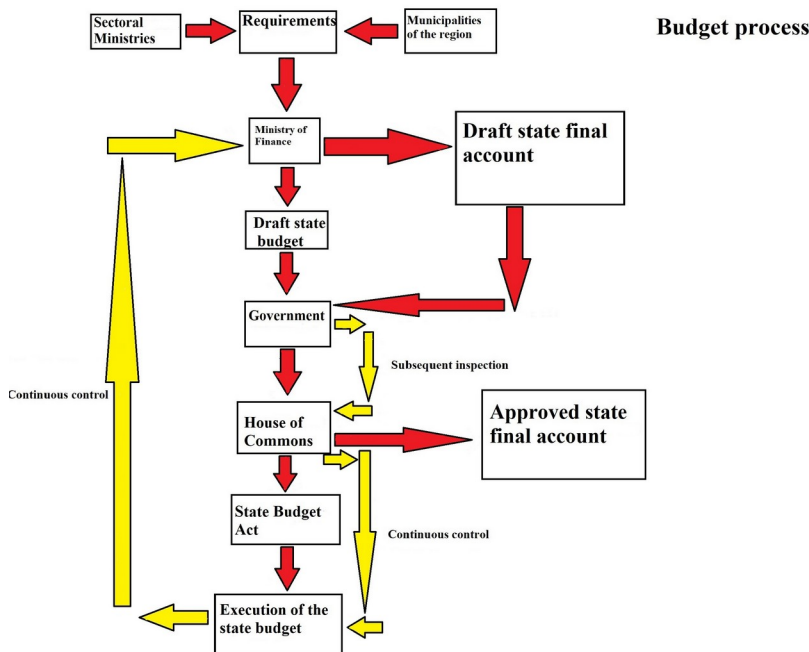 Budget process
Sectoral
Ministries
Requirements
Municipalities
of the region
Ministry of
Finance
Draft state final
account
Draft state
budget
Government
Subsequent inspection
Continuous control
House of
Commons
Approved state
final account
State Budget
Act
Continuous control
Execution of the
state budget